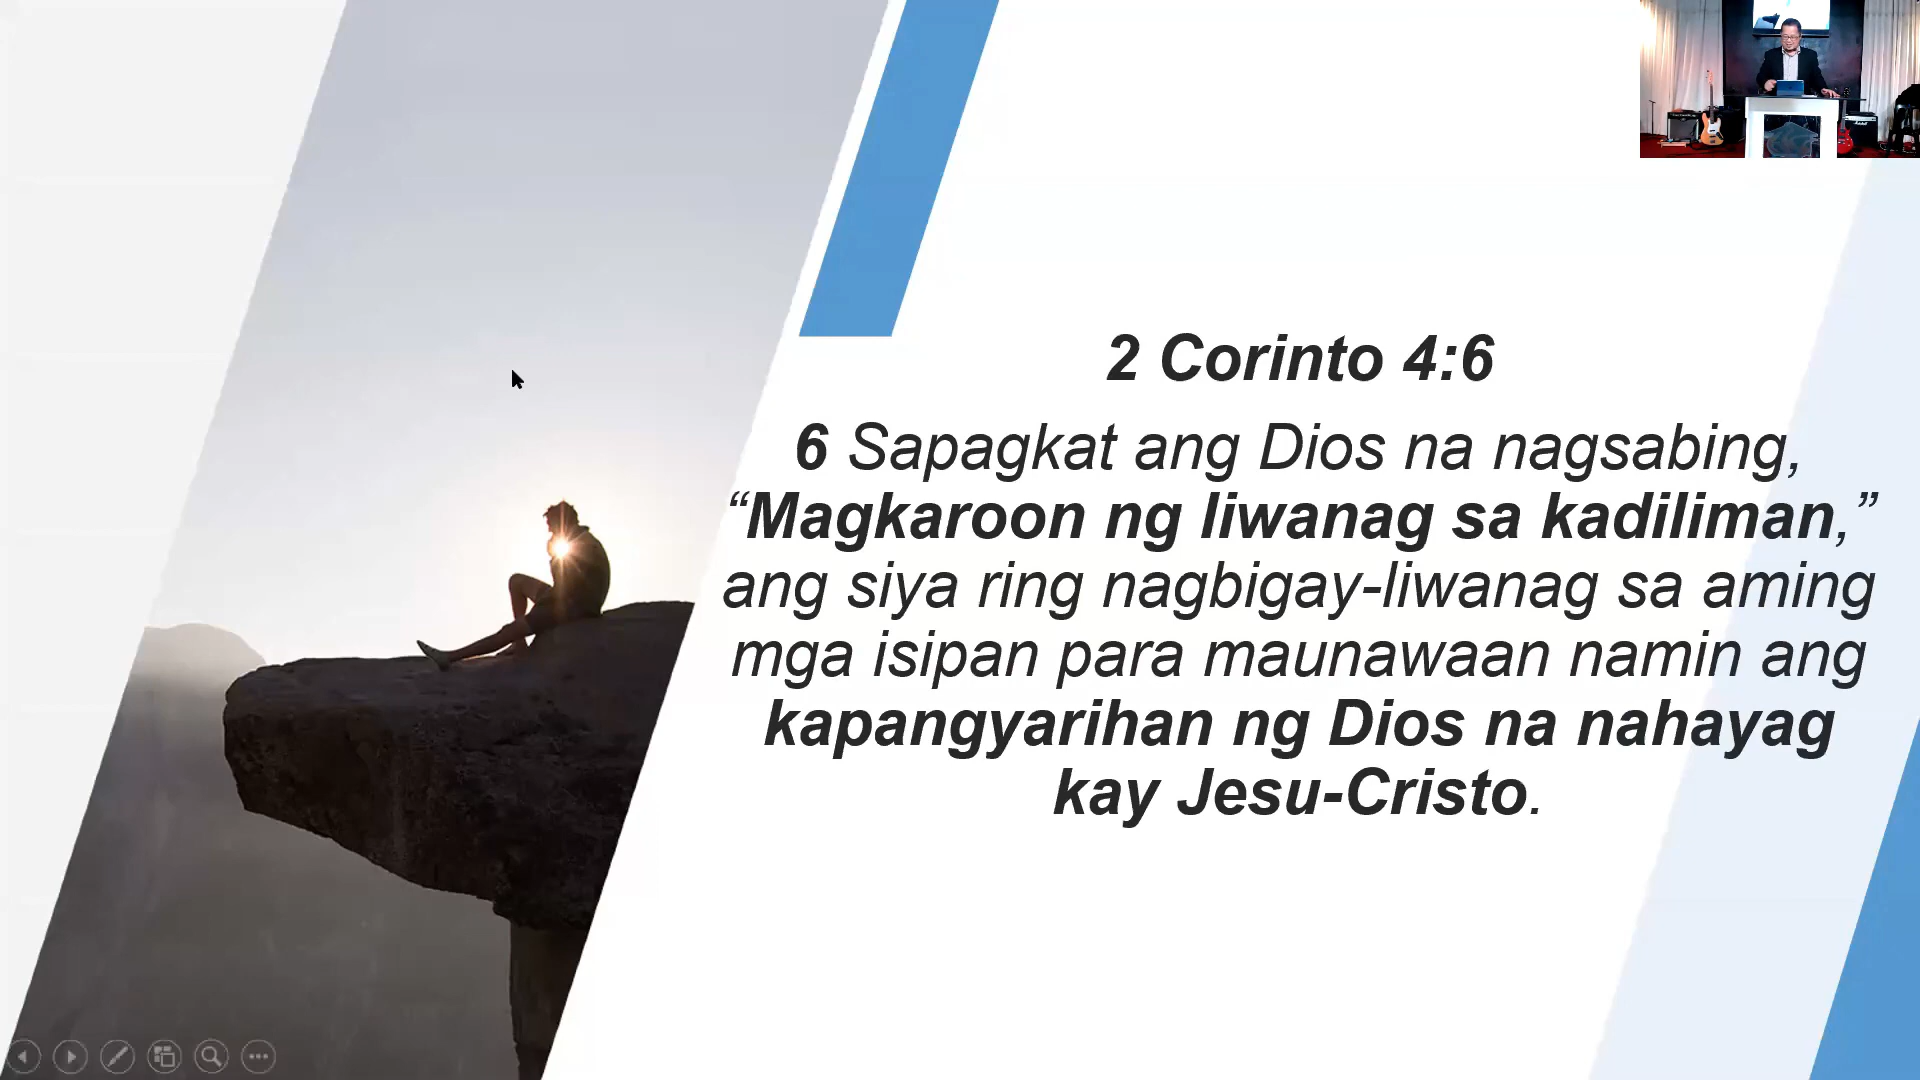 2 Corinto 4:6
6 Sapagkat ang Dios na nagsabing,
“Magkaroon ng liwanag sa kadiliman,”
ang siya ring nagbigay-liwanag sa aming
mga isipan para maunawaan namin ang
kapangyarihan ng Dios na nahayag
kay Jesu-Cristo.